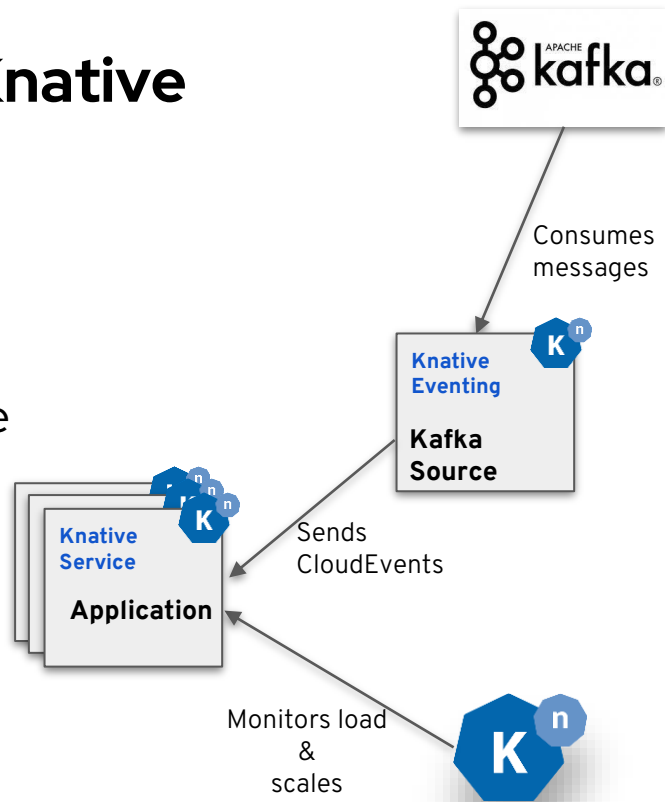 Knative
APACHE
kafka®
Consumes
messages
n
K
Knative
Eventing
Kafka
Source
e
n
n
K
n
Knative
Service
Application
Sends
CloudEvents
Monitors load
&
scales
n
K